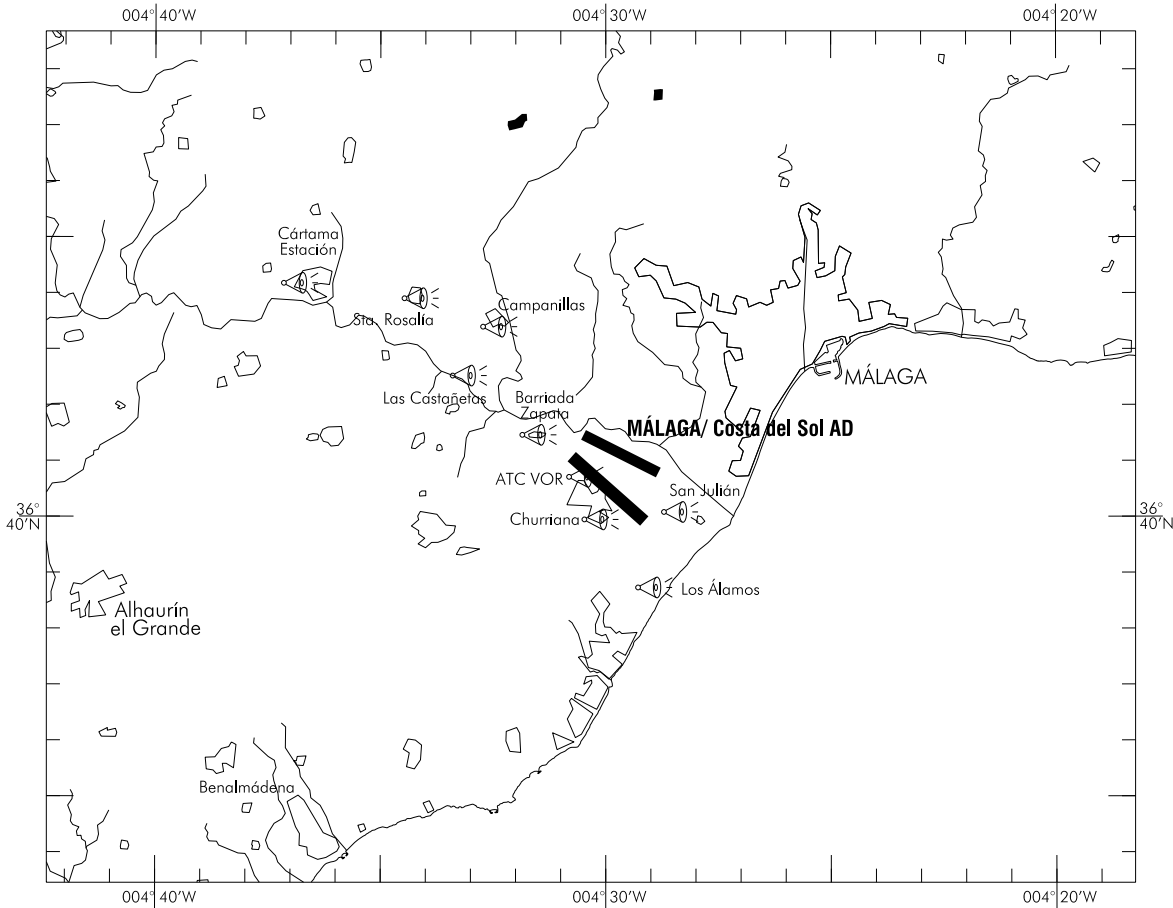 004°40'W
004°30'W
004°20'W
Cártama
Estación
Sta. Rosalía
Campanillas
Las Castañetas
Barriada
Zapata
MÁLAGA
MÁLAGA/ Costa del Sol AD
ATC VOR
San Julián
Churriana
36°
40'N
36°
40'N
Los Álamos
Alhaurín
el Grande
Benalmádena
004°40'W
004°30'W
004°20'W